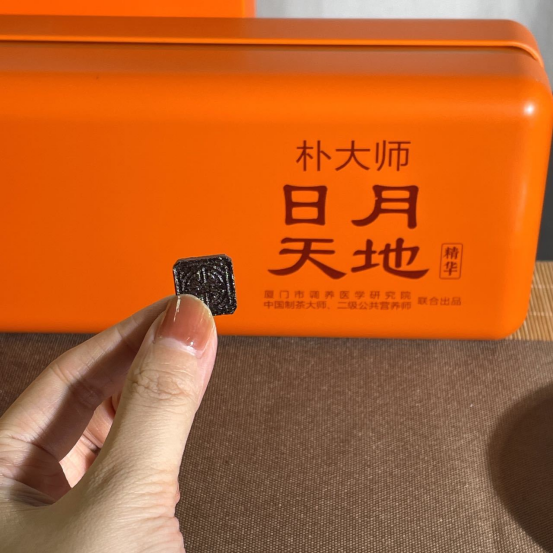 朴大师
日月
天地
精华
厦门市蕘养医学研究院
中国制茶大师、二级公共营养师
联合出品